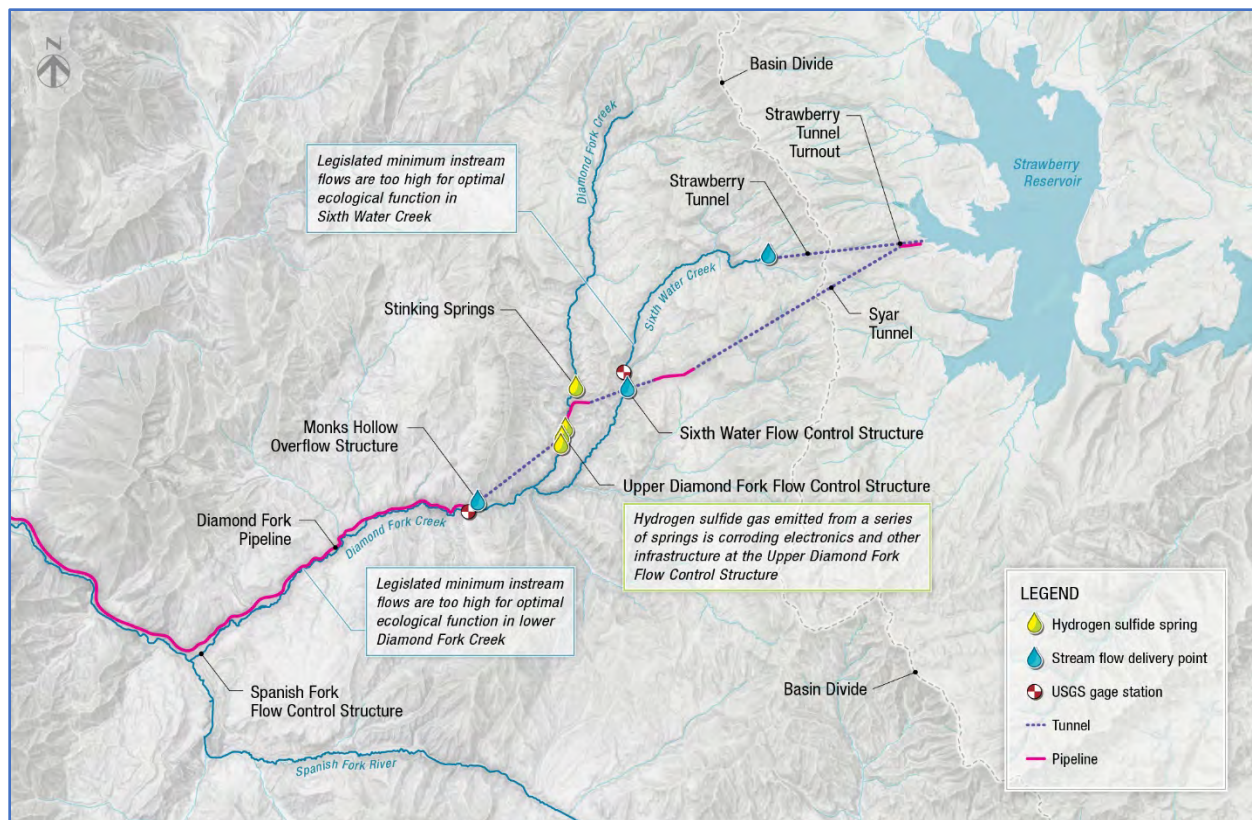 N
Basin Divide
Diamond Fork Creek
Strawberry
Tunnel
Turnout
Legislated minimum instream
flows are too high for optimal
ecological function in
Sixth Water Creek
Strawberry
Reservoir
Strawberry
Tunnel
Sixth Water Creek
Stinking Springs
Syar
Tunnel
Monks Hollow
Overflow Structure
Sixth Water Flow Control Structure
Upper Diamond Fork Flow Control Structure
Diamond Fork
Pipeline
Diamond Fork Creek
Hydrogen sulfide gas emitted from a series
of springs is corroding electronics and other
infrastructure at the Upper Diamond Fork
Flow Control Structure
Legislated minimum instream
flows are too high for optimal
ecological function in lower
Diamond Fork Creek
LEGEND
Hydrogen sulfide spring
Stream flow delivery point
USGS gage station
Tunnel
Pipeline
Spanish Fork
Flow Control Structure
Basin Divide
Spanish Fork River